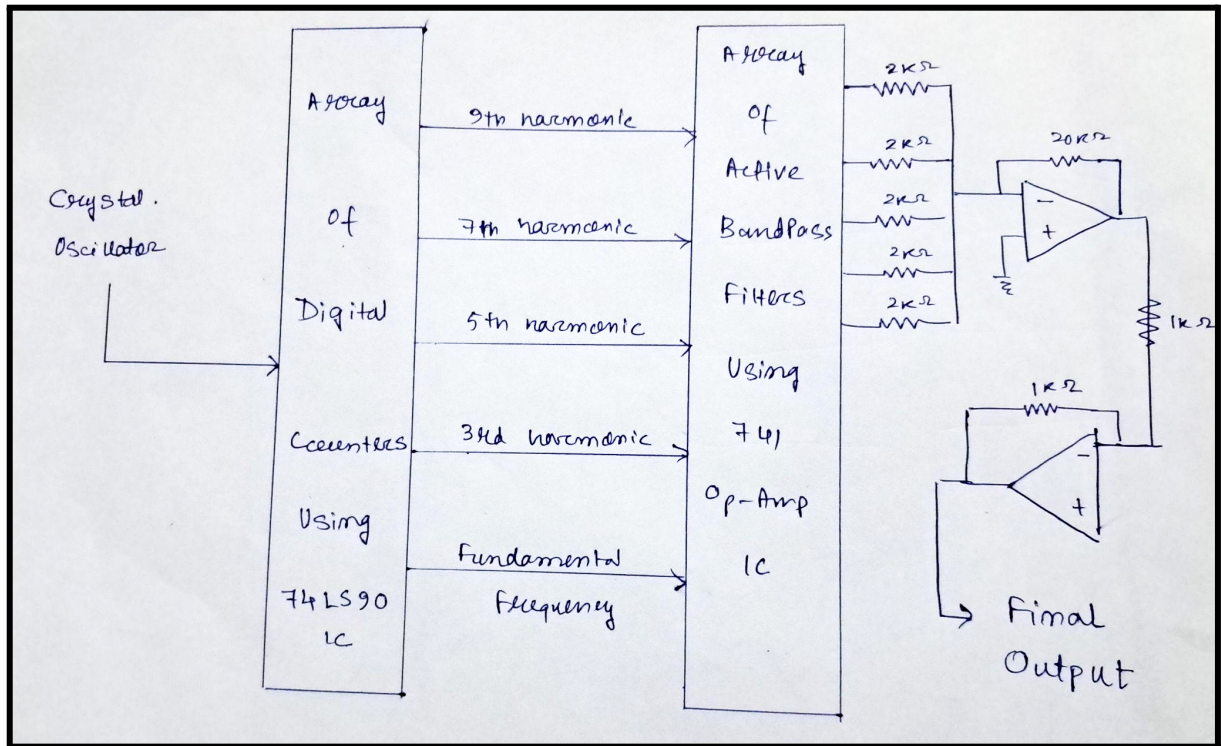 Crystal.
Oscillator
Array
Of
Digital
Counters
Using
74LS90
IC
9th harmonic
7th harmonic
5th harmonic
3rd harmonic
Fundamental
Frequency
Array
Of
Active
BandPass
Filters
Using
741
Op-Amp
IC
2KΩ
2KΩ
2KΩ
2KΩ
2KΩ
20KΩ
-
+
1KΩ
1KΩ
-
+
Final
Output